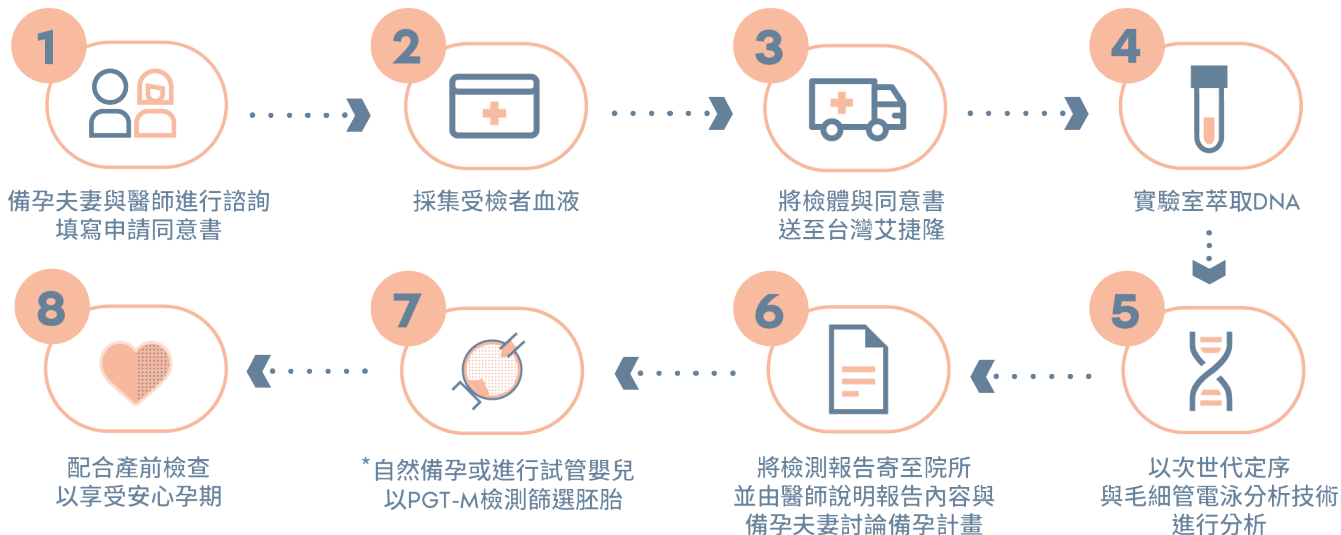 1
備孕夫妻與醫師進行諮詢
填寫申請同意書
2
採集受檢者血液
3
將檢體與同意書
送至台灣艾捷隆
4
實驗室萃取DNA
5
以次世代定序
與毛細管電泳分析技術
進行分析
6
將檢測報告寄至院所
並由醫師說明報告內容與
備孕夫妻討論備孕計畫
7
*自然備孕或進行試管嬰兒
以PGT-M檢測篩選胚胎
8
配合產前檢查
以享受安心孕期